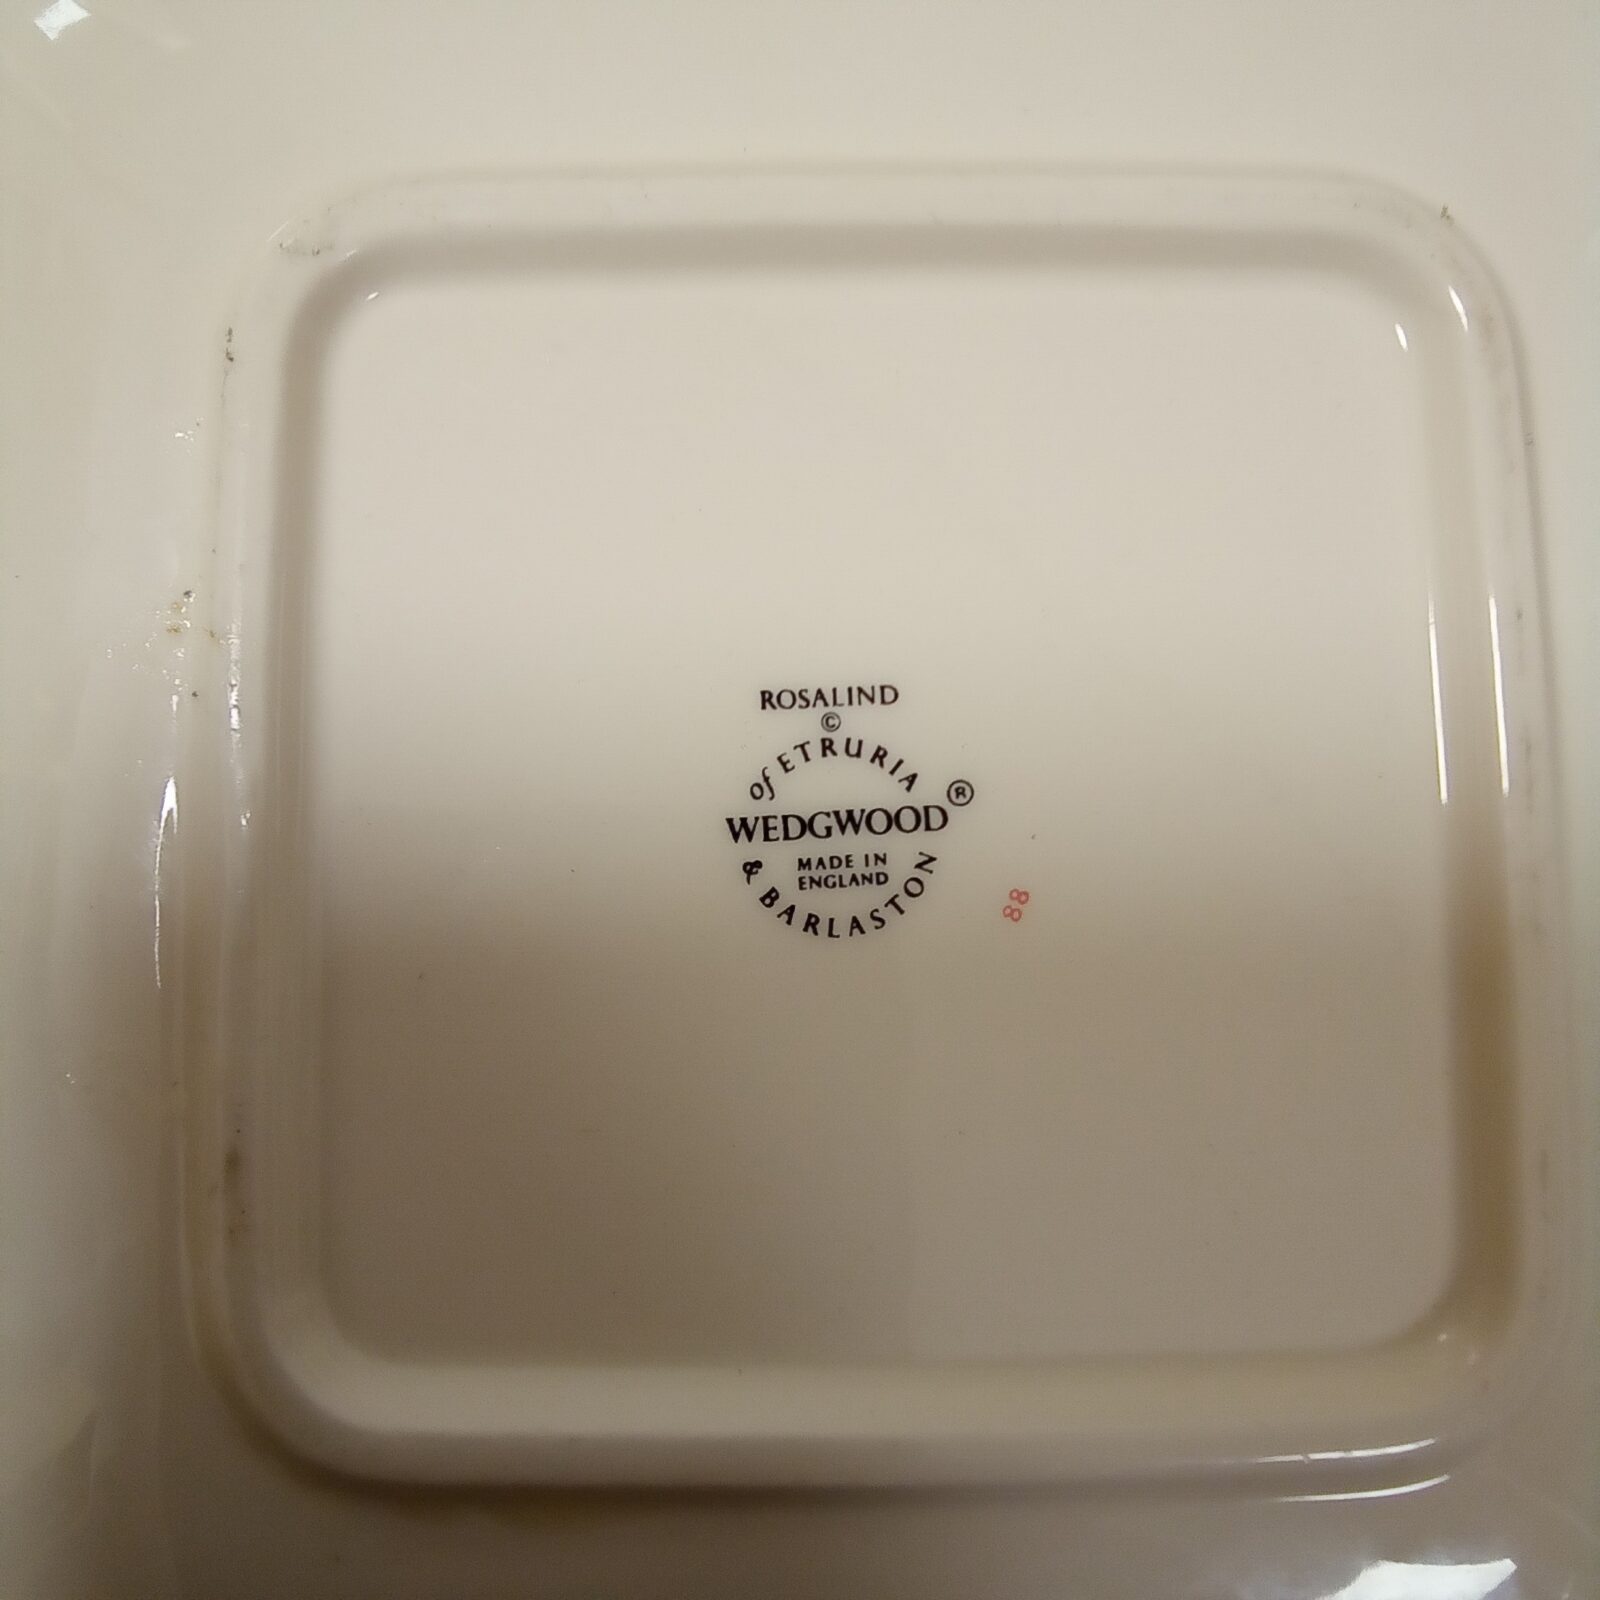 ROSALIND
©
of ETRURIA
WEDGWOOD®
MADE IN
ENGLAND
& BARLASTON
88